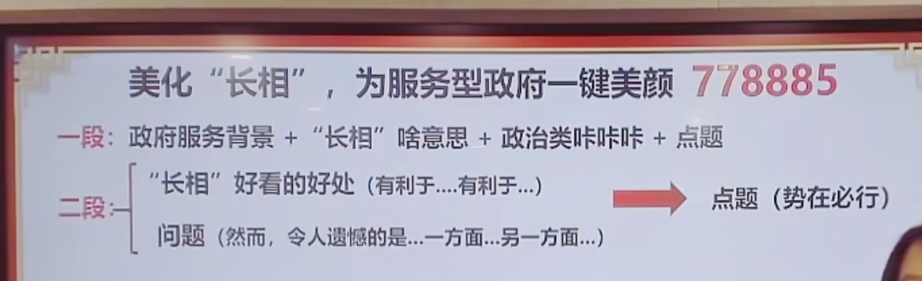 美化“长相”，为服务型政府一键美颜 778885
一段：政府服务背景 + “长相”啥意思 + 政治类咔咔咔 + 点题
二段：
“长相”好看的好处（有利于....有利于...）
问题（然而，令人遗憾的是...一方面...另一方面...）
点题（势在必行）